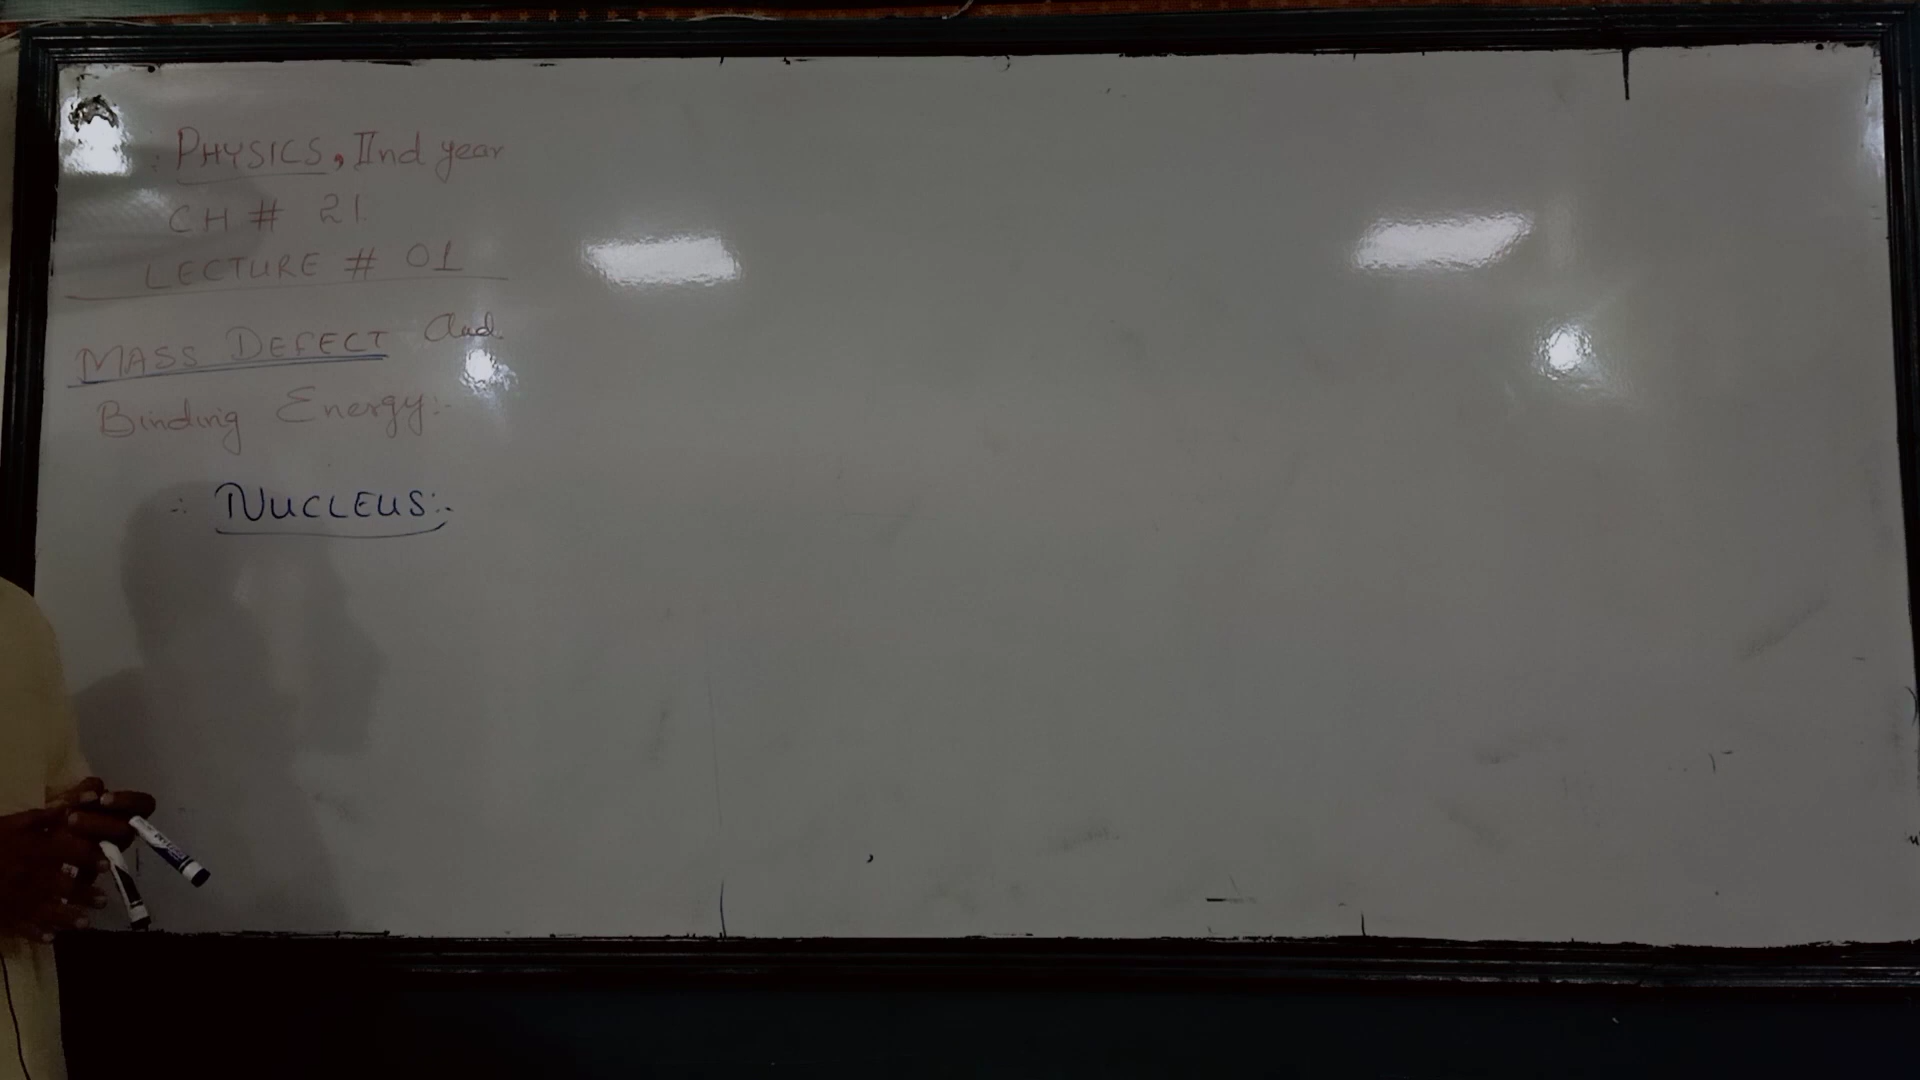 PHYSICS, IInd year
CH # 21
LECTURE # 01
MASS DEFECT and
Binding Energy:-
∴ NUCLEUS:-